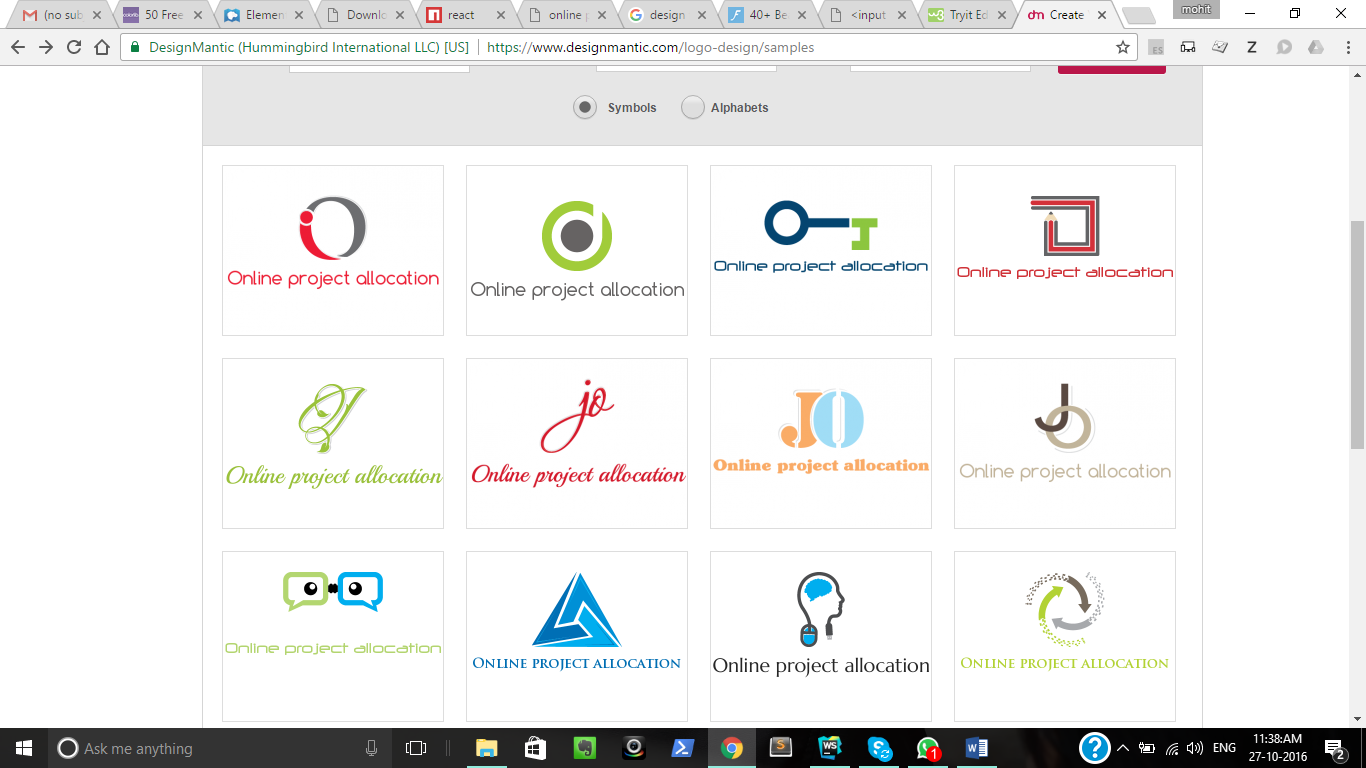 mohit
(no sub
50 Free
Elemen
Downlo
react
online p
design
40+ Be
<input
Tryit Ed
Create
DesignMantic (Hummingbird International LLC) [US]
https://www.designmantic.com/logo-design/samples
Symbols
Alphabets
Online project allocation
Online project allocation
Online project allocation
Online project allocation
jo
JO
Online project allocation
Online project allocation
Online project allocation
Online project allocation
Online project allocation
Online project allocation
Online project allocation
Online project allocation
Ask me anything
ENG
11:38AM
27-10-2016
2